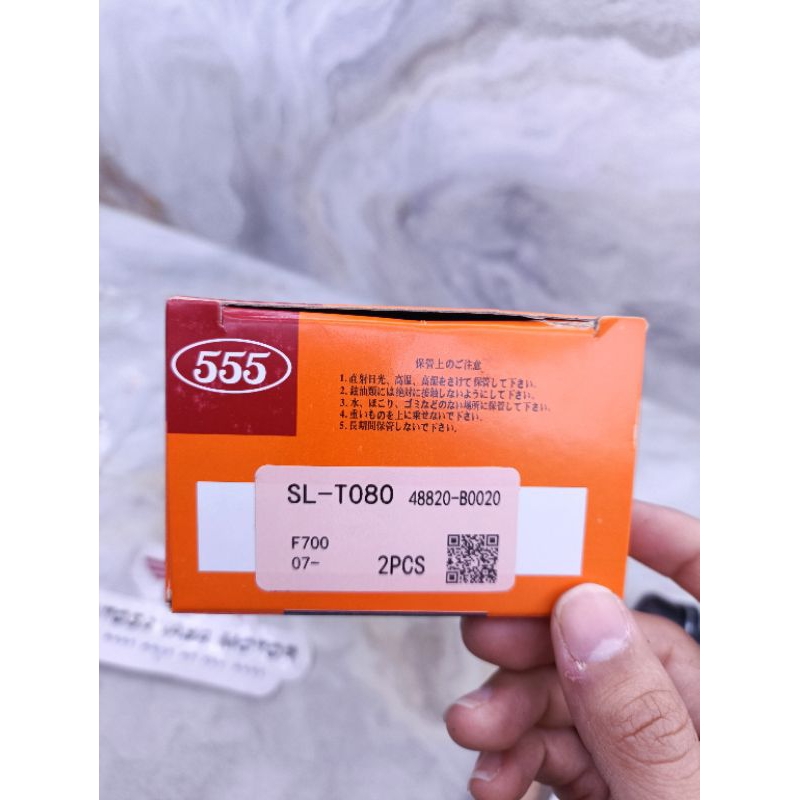 555
保管上のご注意
1. 直射日光、高温、高湿をさけて保管して下さい。
2. 鉱油類には絶対に接触しないようにして下さい。
3. 水、ほこり、ゴミなどのない場所に保管して下さい。
4. 重いものを上に乗せないで下さい。
5. 長期間保管しないで下さい。
SL-T080 48820-B0020
F700
07-
2PCS
MOTOR